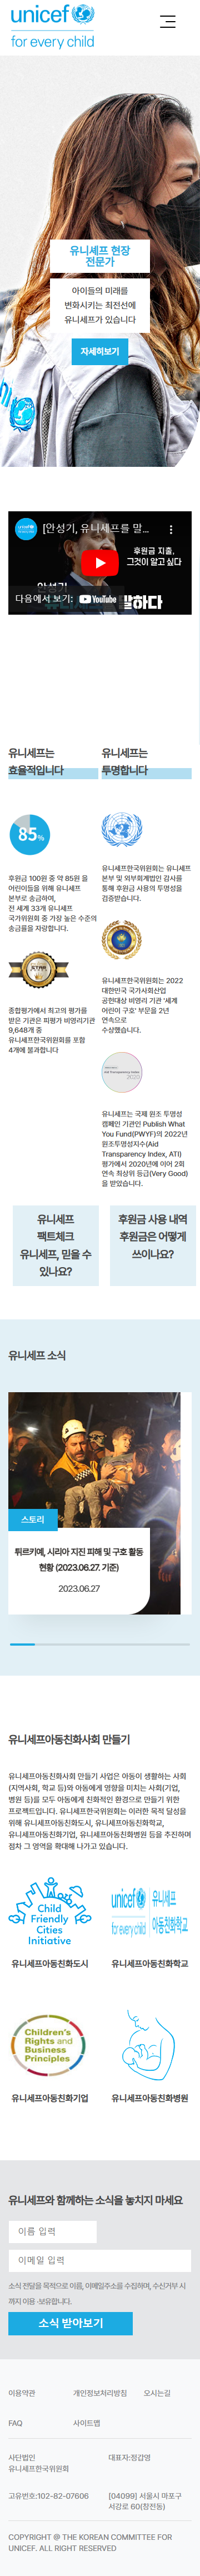 unicef
for every child
유니세프 현장
전문가
아이들의 미래를
변화시키는 최전선에
유니세프가 있습니다
자세히보기
[안성기, 유니세프를 말...
후원금 지출,
그것이 알고 싶다
안성기
말하다
다음에서 보기: YouTube
유니세프는
효율적입니다
85%
후원금 100원 중 약 85원 을
어린이들을 위해 유니세프
본부로 송금하여,
전 세계 33개 유니세프
국가위원회 중 가장 높은 수준의
송금률을 자랑합니다.
종합평가에서 최고의 평가를
받은 기관은 피평가 비영리기관
9,648개 중
유니세프한국위원회를 포함
4개에 불과합니다
유니세프는
투명합니다
유니세프한국위원회는 유니세프
본부 및 외부회계법인 감사를
통해 후원금 사용의 투명성을
검증받습니다.
유니세프한국위원회는 2022
대한민국 국가사회산업
공헌대상 비영리 기관 '세계
어린이 구호' 부문을 2년
연속으로
수상했습니다.
Aid Transparency Index
2020
유니세프는 국제 원조 투명성
캠페인 기관인 Publish What
You Fund(PWYF)의 2022년
원조투명성지수(Aid
Transparency Index, ATI)
평가에서 2020년에 이어 2회
연속 최상위 등급(Very Good)
을 받았습니다.
유니세프
팩트체크
유니세프, 믿을 수
있나요?
후원금 사용 내역
후원금은 어떻게
쓰이나요?
유니세프 소식
스토리
튀르키예, 시리아 지진 피해 및 구호 활동
현황 (2023.06.27. 기준)
2023.06.27
유니세프아동친화사회 만들기
유니세프아동친화사회 만들기 사업은 아동이 생활하는 사회
(지역사회, 학교 등)와 아동에게 영향을 미치는 사회(기업,
병원 등)를 모두 아동에게 친화적인 환경으로 만들기 위한
프로젝트입니다. 유니세프한국위원회는 이러한 목적 달성을
위해 유니세프아동친화도시, 유니세프아동친화학교,
유니세프아동친화기업, 유니세프아동친화병원 등을 추진하며
점차 그 영역을 확대해 나가고 있습니다.
Child
Friendly
Cities
Initiative
유니세프아동친화도시
unicef
for every child
유니세프
아동친화학교
유니세프아동친화학교
Children's
Rights and
Business
Principles
유니세프아동친화기업
유니세프아동친화병원
유니세프와 함께하는 소식을 놓치지 마세요
이름 입력
이메일 입력
소식 전달을 목적으로 이름, 이메일주소를 수집하며, 수신거부 시
까지 이용 ·보유합니다.
소식 받아보기
이용약관
개인정보처리방침
오시는길
FAQ
사이트맵
사단법인
유니세프한국위원회
대표자:정갑영
고유번호:102-82-07606
[04099] 서울시 마포구
서강로 60(창전동)
COPYRIGHT @ THE KOREAN COMMITTEE FOR
UNICEF. ALL RIGHT RESERVED